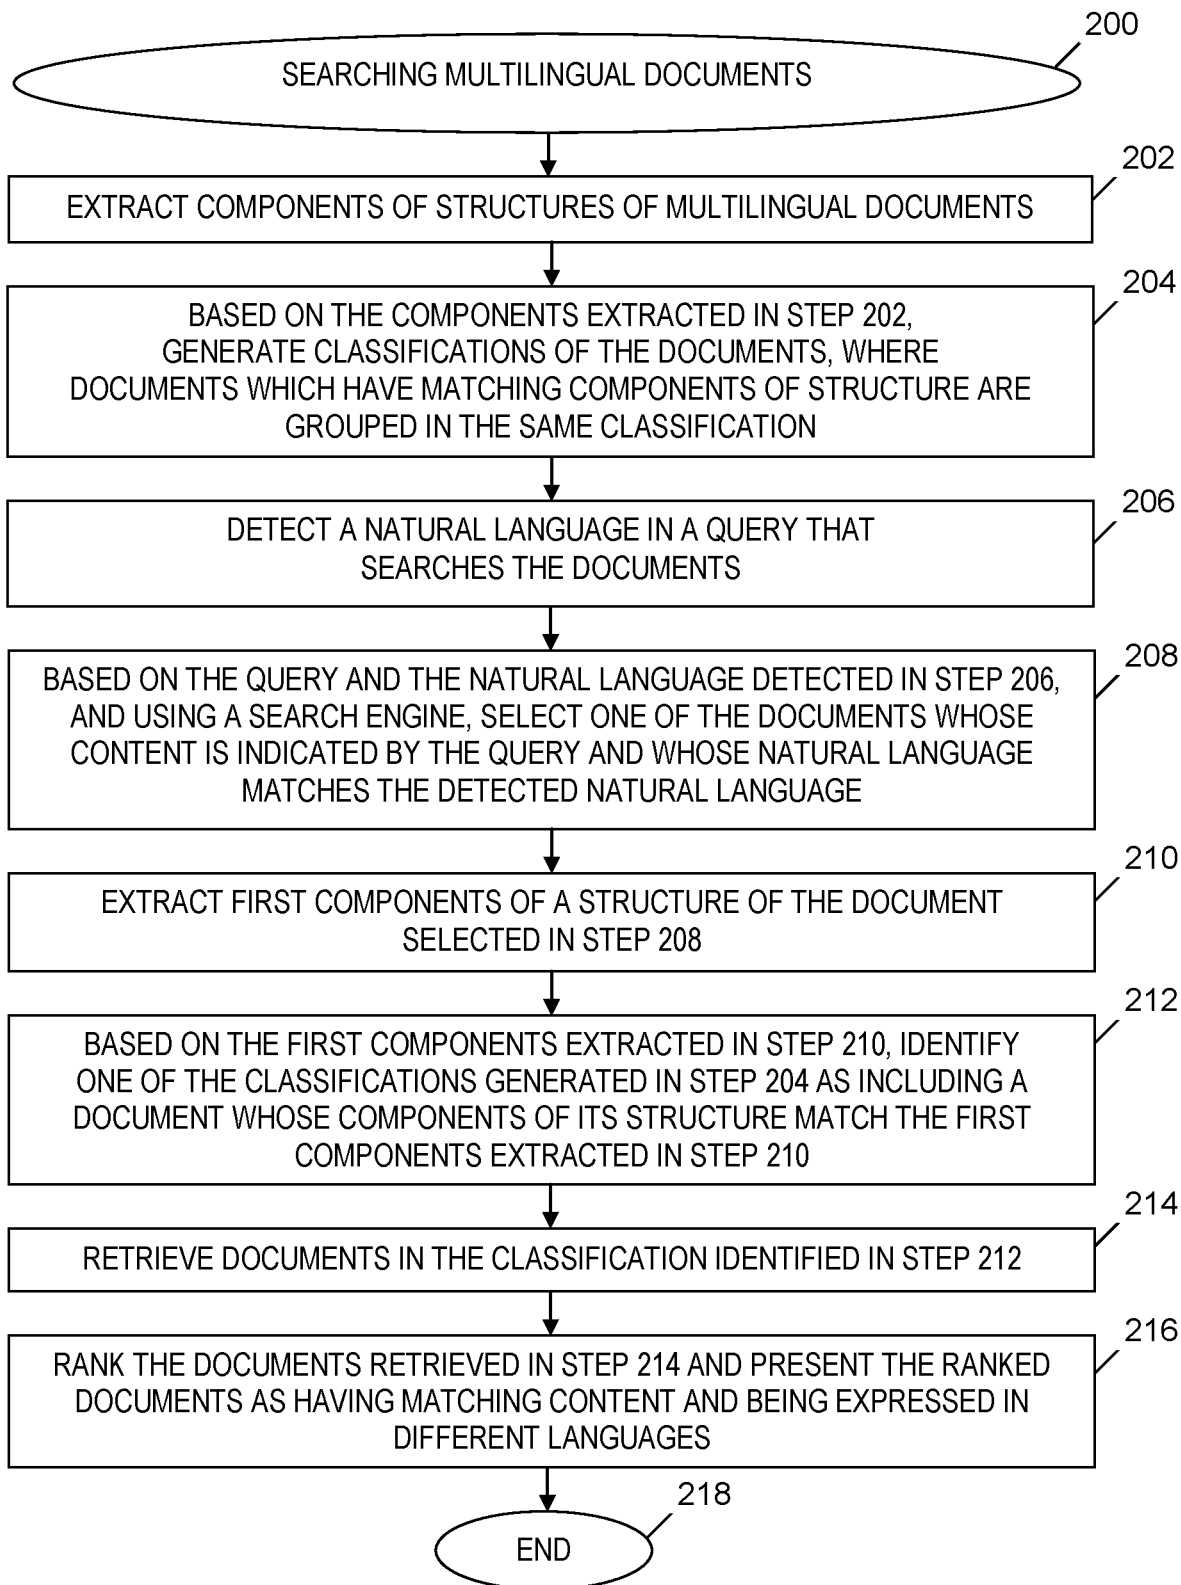 200
SEARCHING MULTILINGUAL DOCUMENTS
202
EXTRACT COMPONENTS OF STRUCTURES OF MULTILINGUAL DOCUMENTS
204
BASED ON THE COMPONENTS EXTRACTED IN STEP 202,
GENERATE CLASSIFICATIONS OF THE DOCUMENTS, WHERE
DOCUMENTS WHICH HAVE MATCHING COMPONENTS OF STRUCTURE ARE
GROUPED IN THE SAME CLASSIFICATION
206
DETECT A NATURAL LANGUAGE IN A QUERY THAT
SEARCHES THE DOCUMENTS
208
BASED ON THE QUERY AND THE NATURAL LANGUAGE DETECTED IN STEP 206,
AND USING A SEARCH ENGINE, SELECT ONE OF THE DOCUMENTS WHOSE
CONTENT IS INDICATED BY THE QUERY AND WHOSE NATURAL LANGUAGE
MATCHES THE DETECTED NATURAL LANGUAGE
210
EXTRACT FIRST COMPONENTS OF A STRUCTURE OF THE DOCUMENT
SELECTED IN STEP 208
212
BASED ON THE FIRST COMPONENTS EXTRACTED IN STEP 210, IDENTIFY
ONE OF THE CLASSIFICATIONS GENERATED IN STEP 204 AS INCLUDING A
DOCUMENT WHOSE COMPONENTS OF ITS STRUCTURE MATCH THE FIRST
COMPONENTS EXTRACTED IN STEP 210
214
RETRIEVE DOCUMENTS IN THE CLASSIFICATION IDENTIFIED IN STEP 212
216
RANK THE DOCUMENTS RETRIEVED IN STEP 214 AND PRESENT THE RANKED
DOCUMENTS AS HAVING MATCHING CONTENT AND BEING EXPRESSED IN
DIFFERENT LANGUAGES
218
END